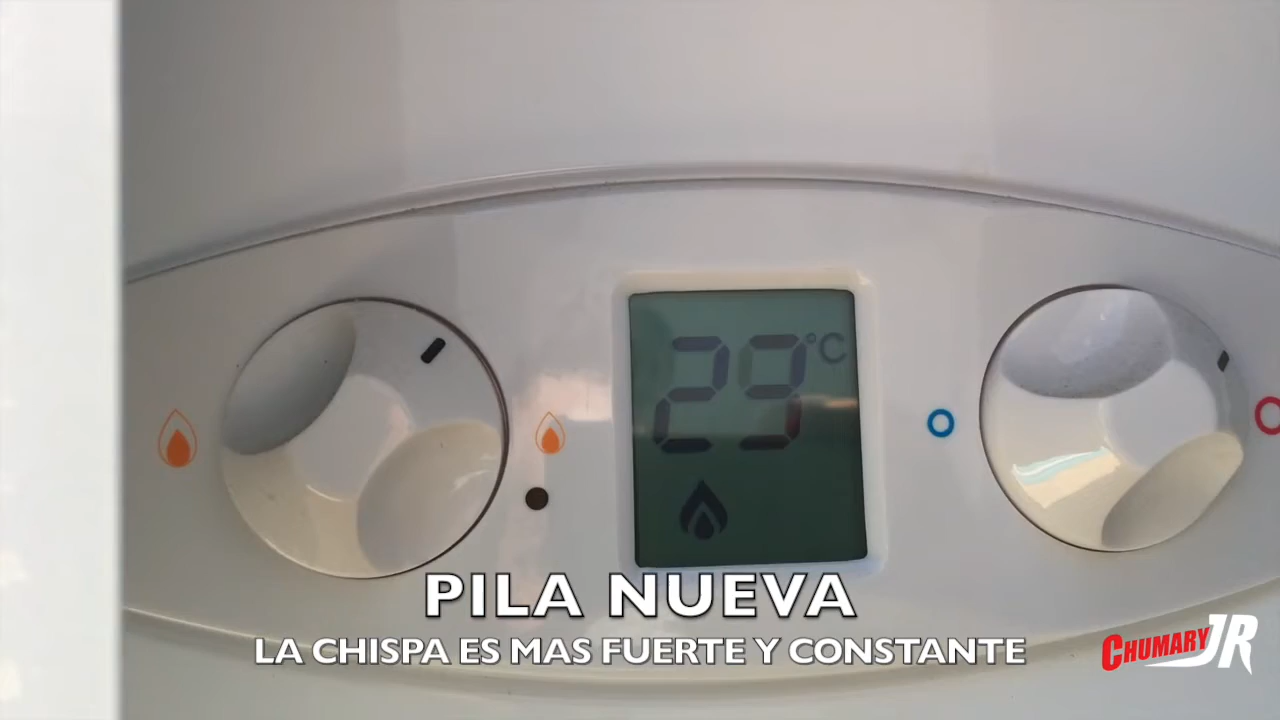 29°C
PILA NUEVA
LA CHISPA ES MAS FUERTE Y CONSTANTE
CHUMARY JR